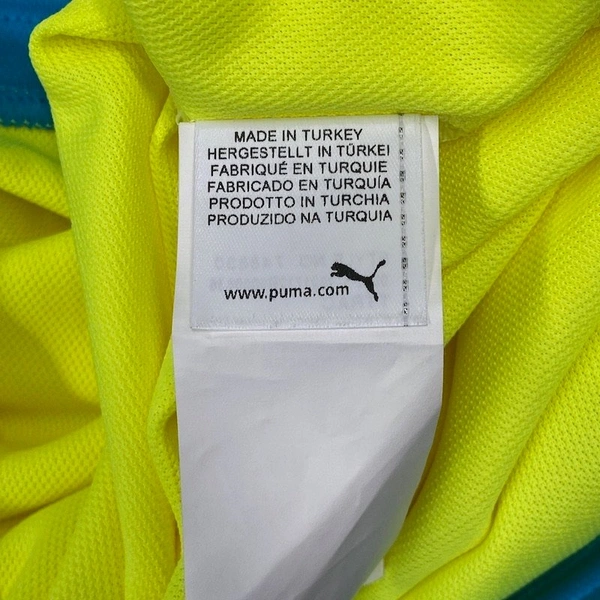 MADE IN TURKEY
HERGESTELLT IN TÜRKEI
FABRIQUÉ EN TURQUIE
FABRICADO EN TURQUÍA
PRODOTTO IN TURCHIA
PRODUZIDO NA TURQUIA
www.puma.com